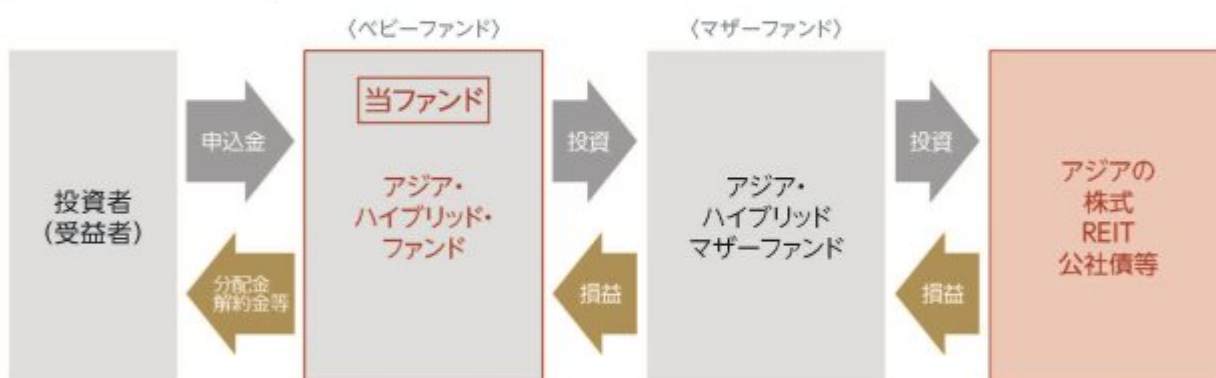 〈ベビーファンド〉
〈マザーファンド〉
投資者
(受益者)
申込金
分配金
解約金等
当ファンド
アジア・
ハイブリッド・
ファンド
投資
損益
アジア・
ハイブリッド
マザーファンド
投資
損益
アジアの
株式
REIT
公社債等